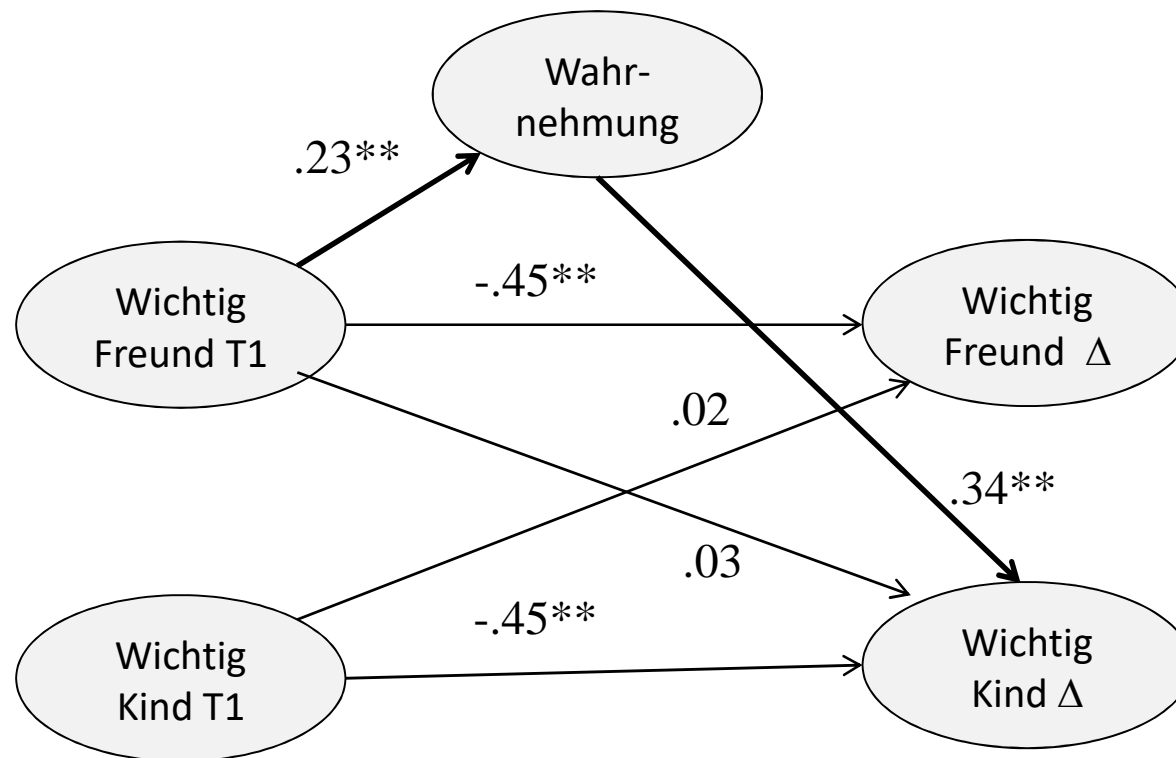 Wahr-
nehmung
.23**
Wichtig
Freund T1
-.45**
Wichtig
Freund Δ
.02
.34**
.03
Wichtig
Kind T1
-.45**
Wichtig
Kind Δ